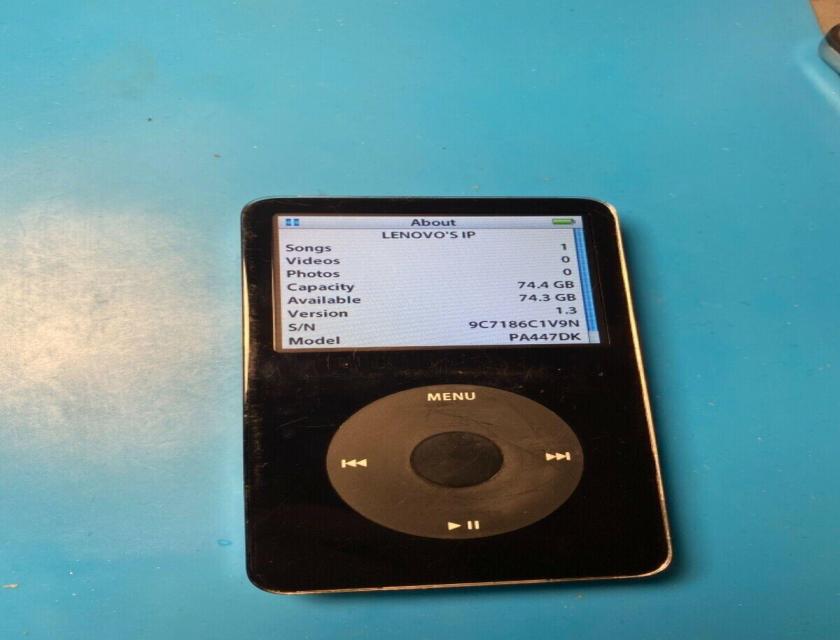 About
LENOVO'S IP
Songs 1
Videos 0
Photos 0
Capacity 74.4 GB
Available 74.3 GB
Version 1.3
S/N 9C7186C1V9N
Model PA447DK
MENU